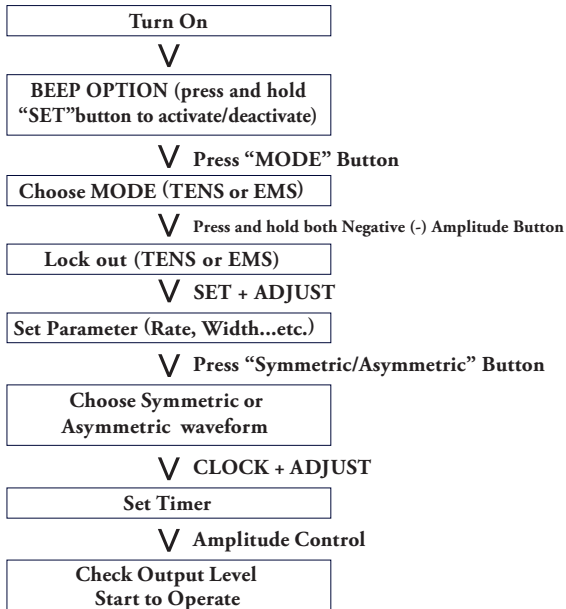 Turn On
BEEP OPTION (press and hold
“SET”button to activate/deactivate)
Press “MODE” Button
Choose MODE (TENS or EMS)
Press and hold both Negative (-) Amplitude Button
Lock out (TENS or EMS)
SET + ADJUST
Set Parameter (Rate, Width...etc.)
Press “Symmetric/Asymmetric” Button
Choose Symmetric or
Asymmetric waveform
CLOCK + ADJUST
Set Timer
Amplitude Control
Check Output Level
Start to Operate